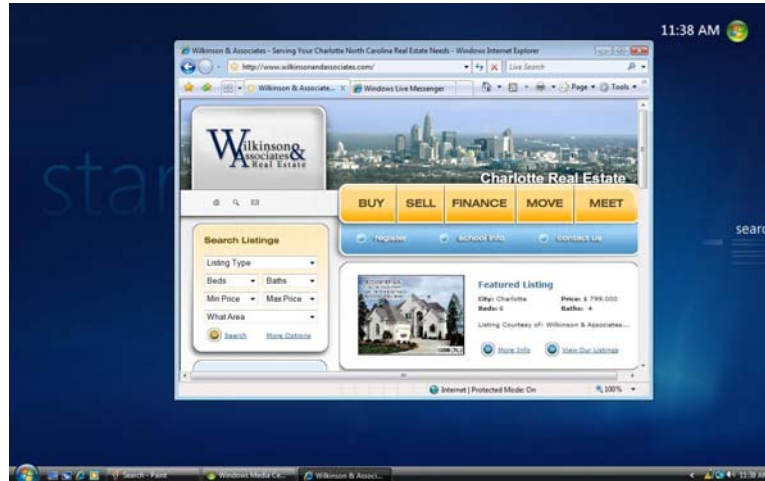 11:38 AM
Wilkinson & Associates - Serving Your Charlotte North Carolina Real Estate Needs - Windows Internet Explorer
http://www.wilkinsonandassociates.com/
Live Search
Wilkinson & Associate...
Windows Live Messenger
Page
Tools
star
Wilkinson &
Associates
Real Estate
Charlotte Real Estate
BUY SELL FINANCE MOVE MEET
register school info contact us
searc
Search Listings
Listing Type
Beds Baths
Min Price Max Price
What Area
Search More Options
Featured Listing
City: Charlotte Price: $ 799,000
Beds: 6 Baths: 4
Listing Courtesy of: Wilkinson & Associates...
More Info View Our Listings
Internet | Protected Mode: On 100%
Search - Paint Windows Media Ce... Wilkinson & Associ... 11:38 AM